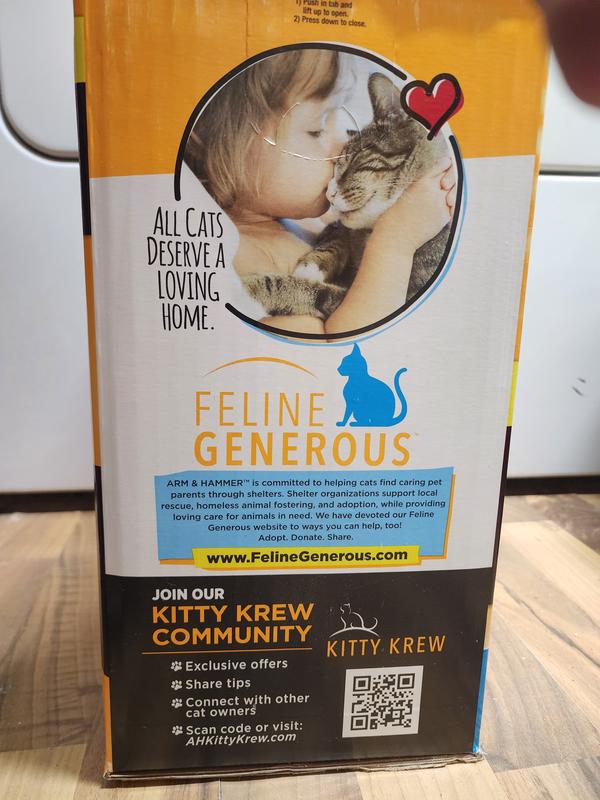 1) Push in tab and
lift up to open.
2) Press down to close.
ALL CATS
DESERVE A
LOVING
HOME.
FELINE
GENEROUS™
ARM & HAMMER™ is committed to helping cats find caring pet
parents through shelters. Shelter organizations support local
rescue, homeless animal fostering, and adoption, while providing
loving care for animals in need. We have devoted our Feline
Generous website to ways you can help, too!
Adopt. Donate. Share.
www.FelineGenerous.com
JOIN OUR
KITTY KREW
COMMUNITY
Exclusive offers
Share tips
Connect with other
cat owners
Scan code or visit:
AHKittyKrew.com
KITTY KREW